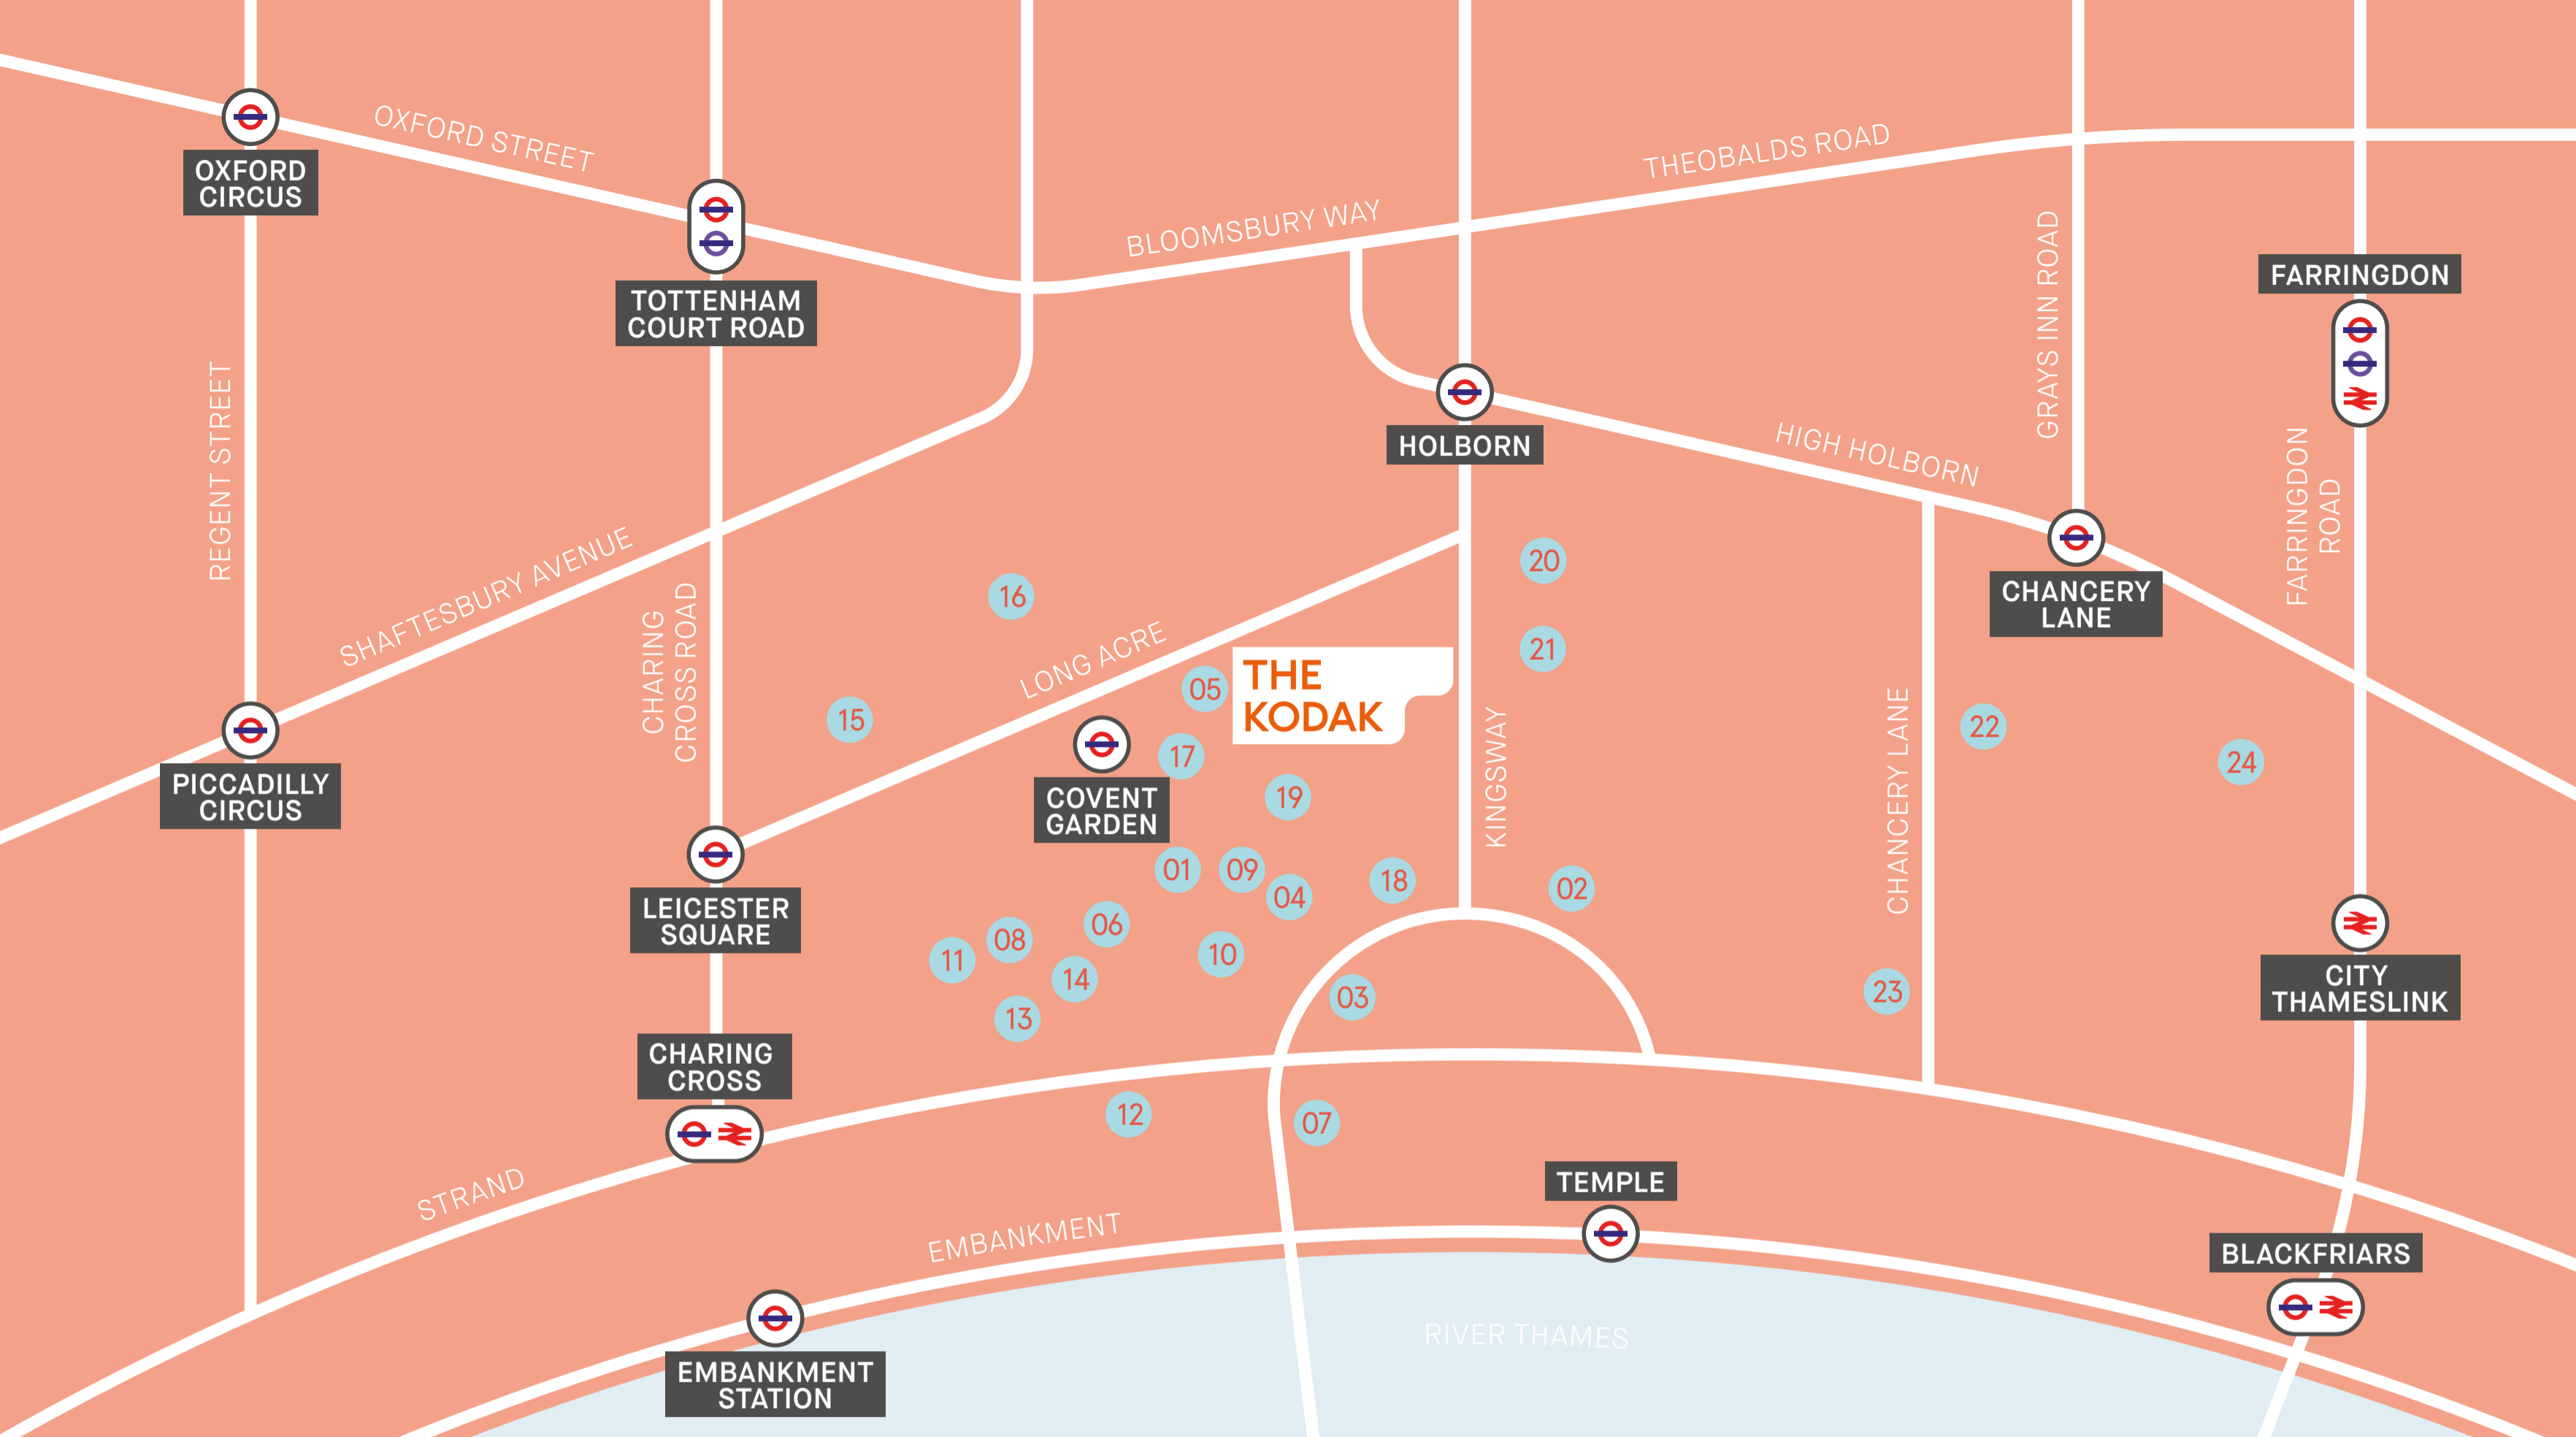 OXFORD
CIRCUS
OXFORD STREET
TOTTENHAM
COURT ROAD
BLOOMSBURY WAY
THEOBALDS ROAD
GRAYS INN ROAD
FARRINGDON
FARRINGDON
ROAD
REGENT STREET
SHAFTESBURY AVENUE
CHARING
CROSS ROAD
HOLBORN
HIGH HOLBORN
CHANCERY
LANE
16
20
21
LONG ACRE
05
THE
KODAK
15
17
19
COVENT
GARDEN
KINGSWAY
CHANCERY LANE
22
24
PICCADILLY
CIRCUS
LEICESTER
SQUARE
01
09
04
18
02
06
08
11
10
14
13
03
23
CITY
THAMESLINK
CHARING
CROSS
12
07
STRAND
TEMPLE
EMBANKMENT
BLACKFRIARS
EMBANKMENT
STATION
RIVER THAMES